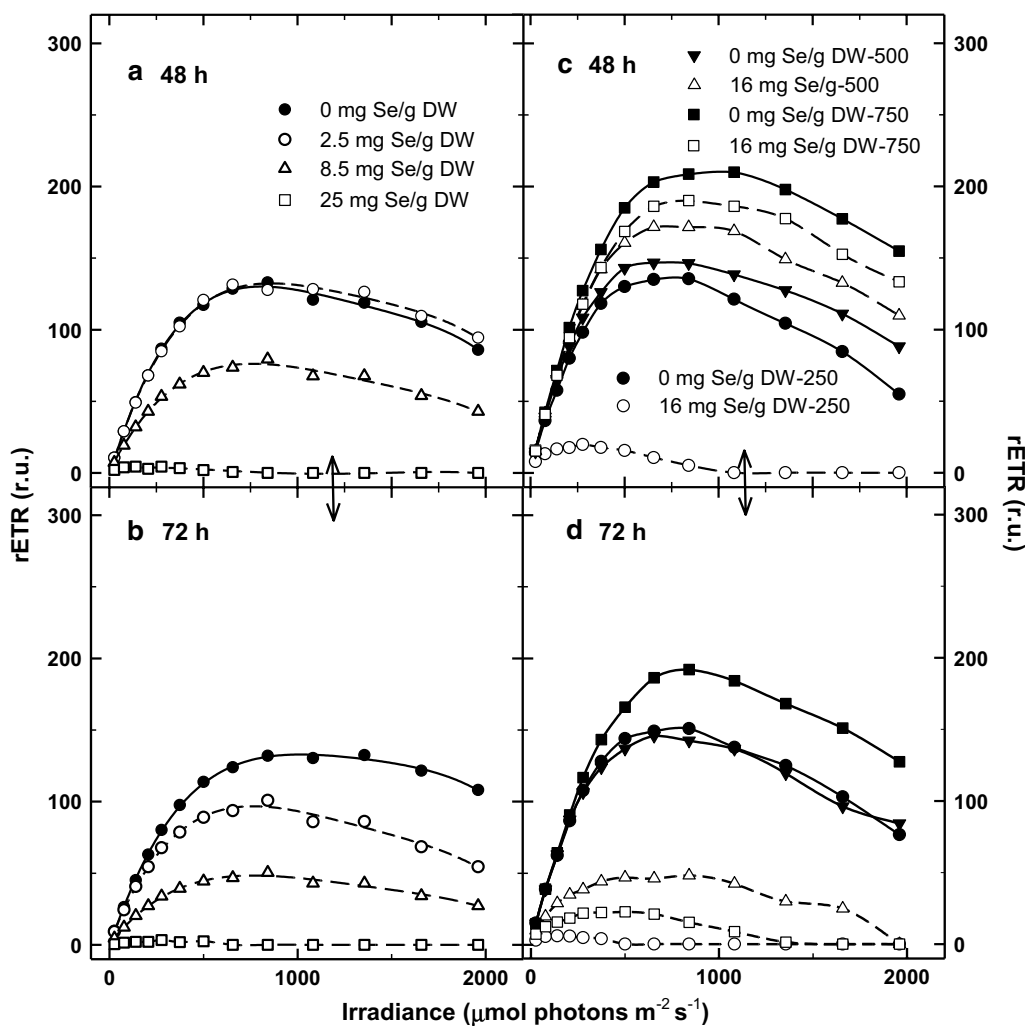 300
200
100
0
a 48 h
0 mg Se/g DW
2.5 mg Se/g DW
8.5 mg Se/g DW
25 mg Se/g DW
c 48 h
0 mg Se/g DW-500
16 mg Se/g-500
0 mg Se/g DW-750
16 mg Se/g DW-750
0 mg Se/g DW-250
16 mg Se/g DW-250
300
200
100
0
rETR (r.u.)
rETR (r.u.)
300
200
100
0
b 72 h
d 72 h
300
200
100
0
0 1000 2000
0 1000 2000
Irradiance (μmol photons m⁻² s⁻¹)